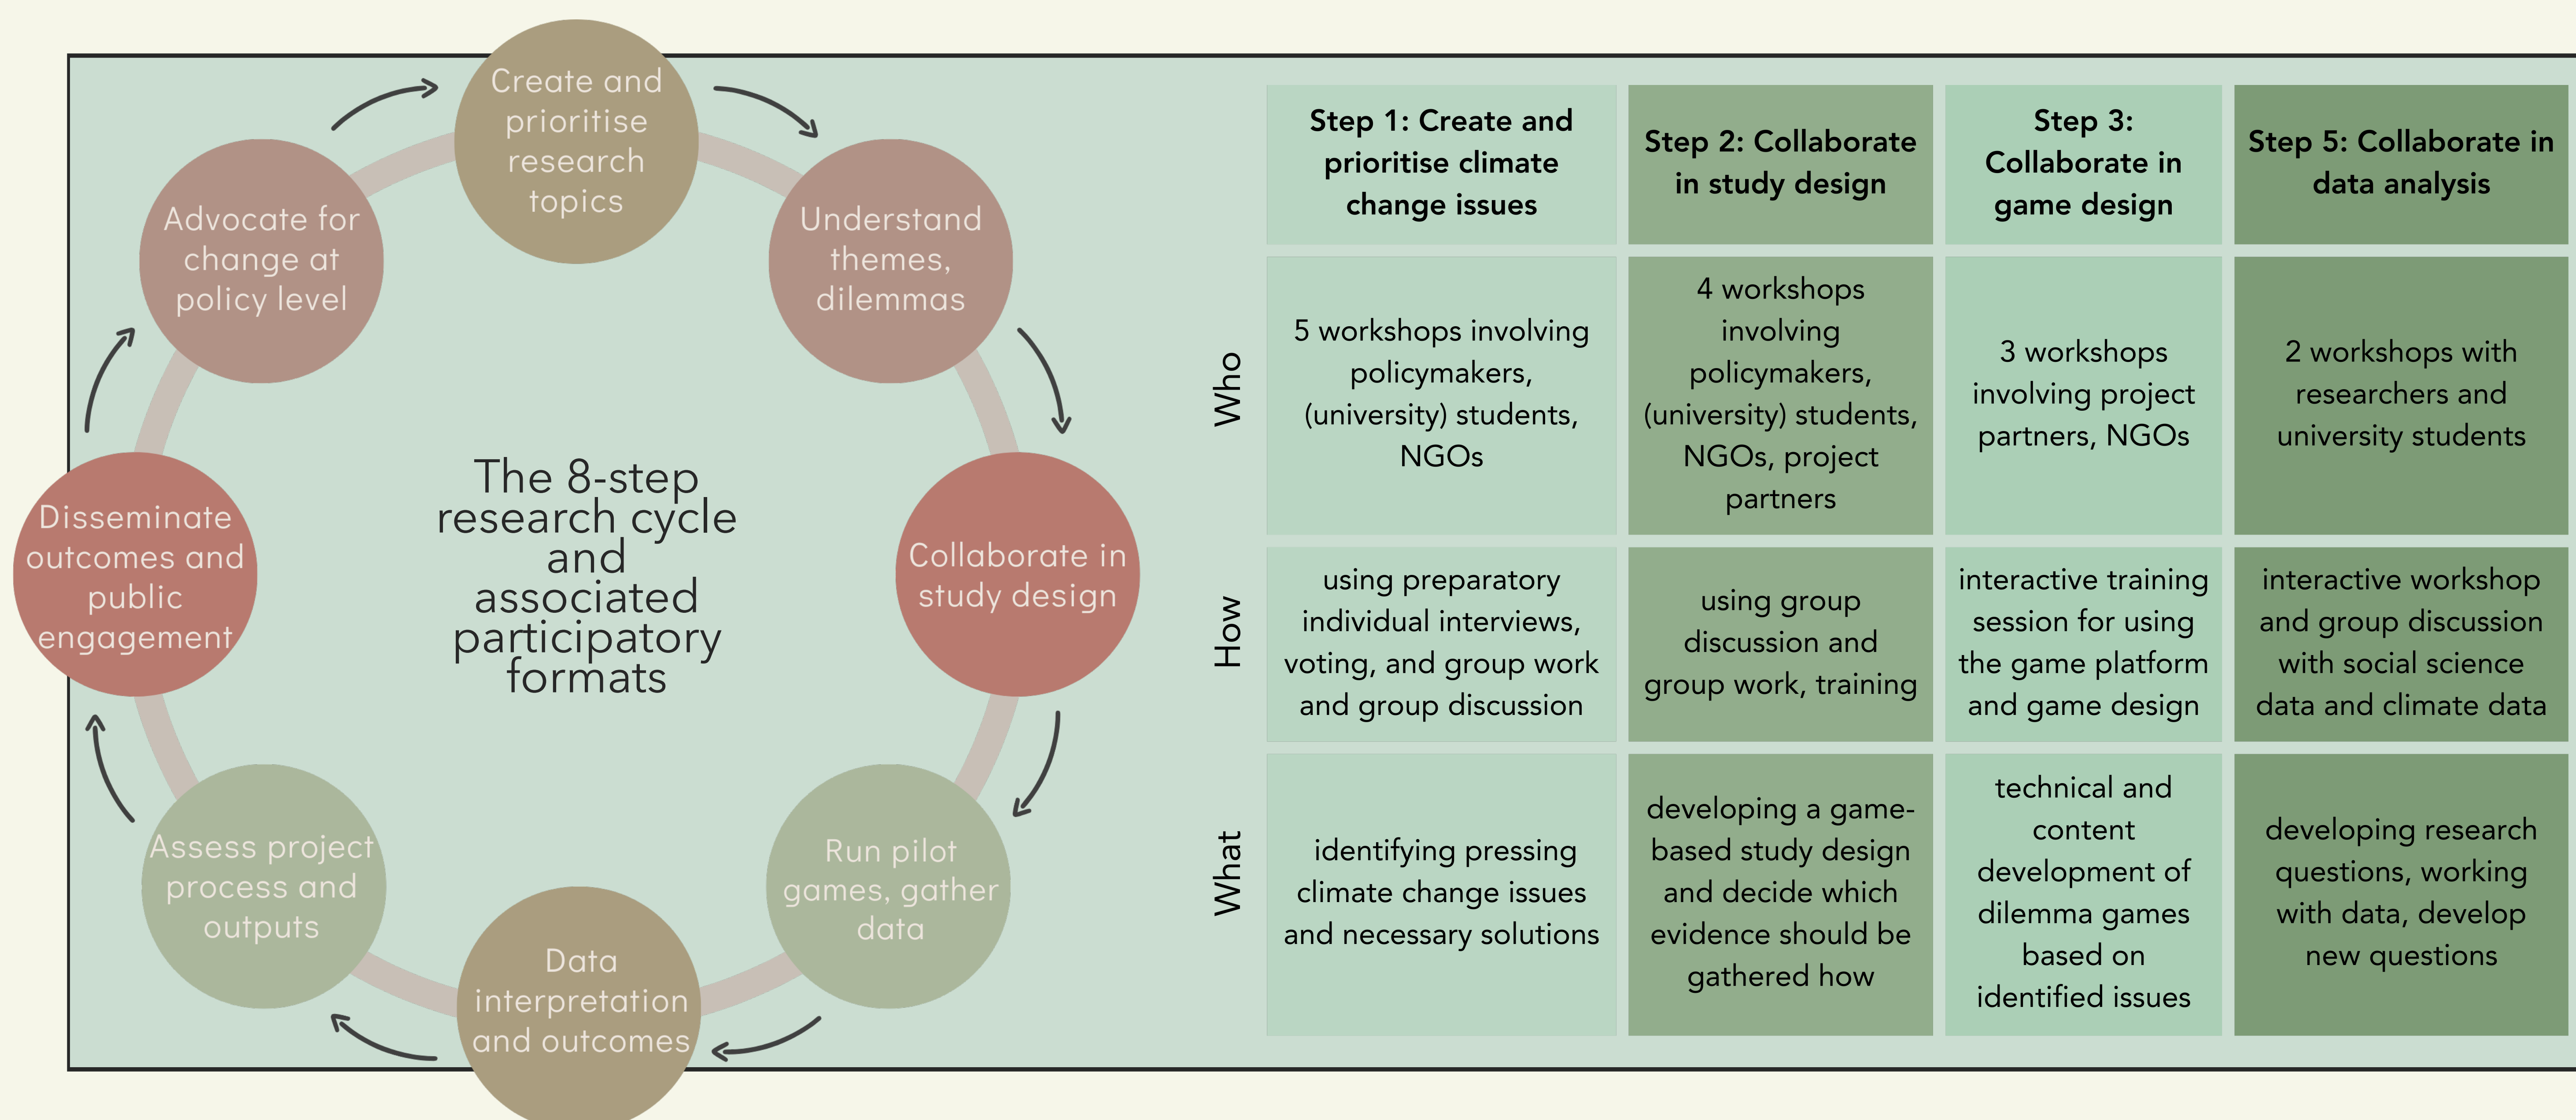 Create and
prioritise
research
topics
Understand
themes,
dilemmas
Collaborate in
study design
Run pilot
games, gather
data
Data
interpretation
and outcomes
Assess project
process and
outputs
Disseminate
outcomes and
public
engagement
Advocate for
change at
policy level
The 8-step
research cycle
and
associated
participatory
formats
Step 1: Create and
prioritise climate
change issues
Step 2: Collaborate
in study design
Step 3:
Collaborate in
game design
Step 5: Collaborate in
data analysis
Who
5 workshops involving
policymakers,
(university) students,
NGOs
4 workshops
involving
policymakers,
(university) students,
NGOs, project
partners
3 workshops
involving project
partners, NGOs
2 workshops with
researchers and
university students
How
using preparatory
individual interviews,
voting, and group work
and group discussion
using group
discussion and
group work, training
interactive training
session for using
the game platform
and game design
interactive workshop
and group discussion
with social science
data and climate data
What
identifying pressing
climate change issues
and necessary solutions
developing a game-
based study design
and decide which
evidence should be
gathered how
technical and
content
development of
dilemma games
based on
identified issues
developing research
questions, working
with data, develop
new questions